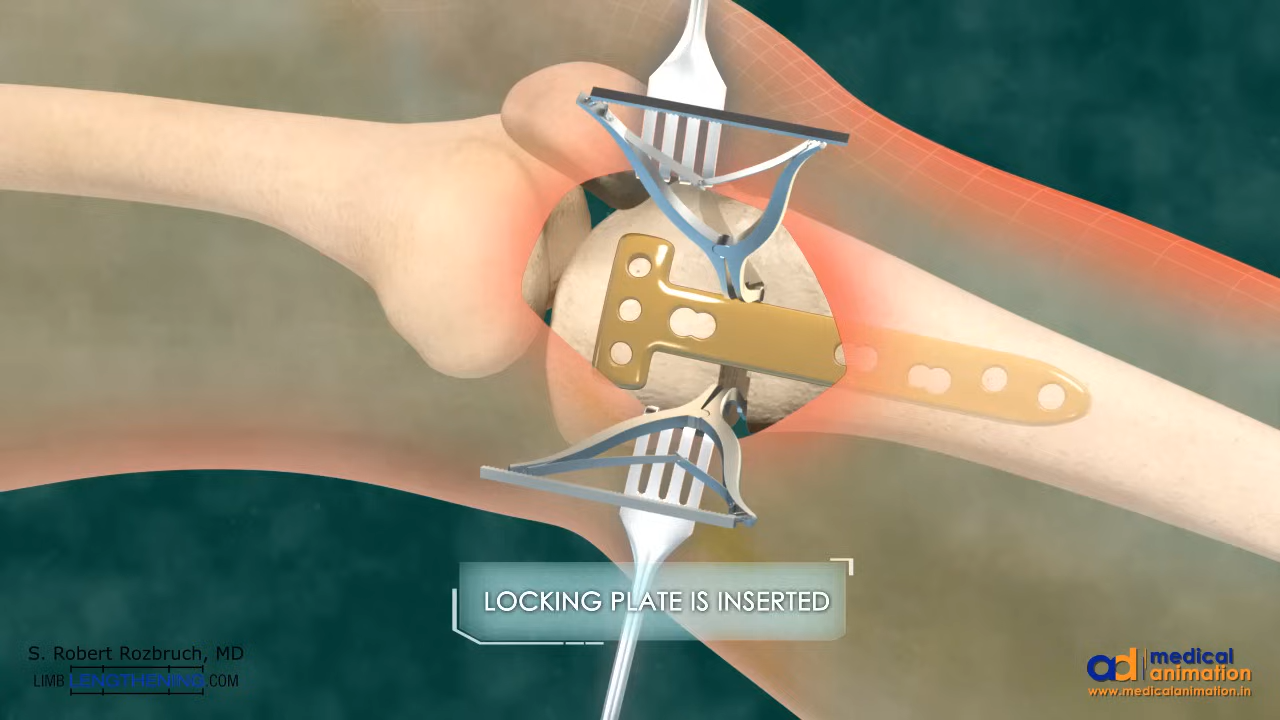 LOCKING PLATE IS INSERTED
S. Robert Rozbruch, MD
LIMB LENGTHENING.COM
ad medical
animation
www.medicalanimation.in